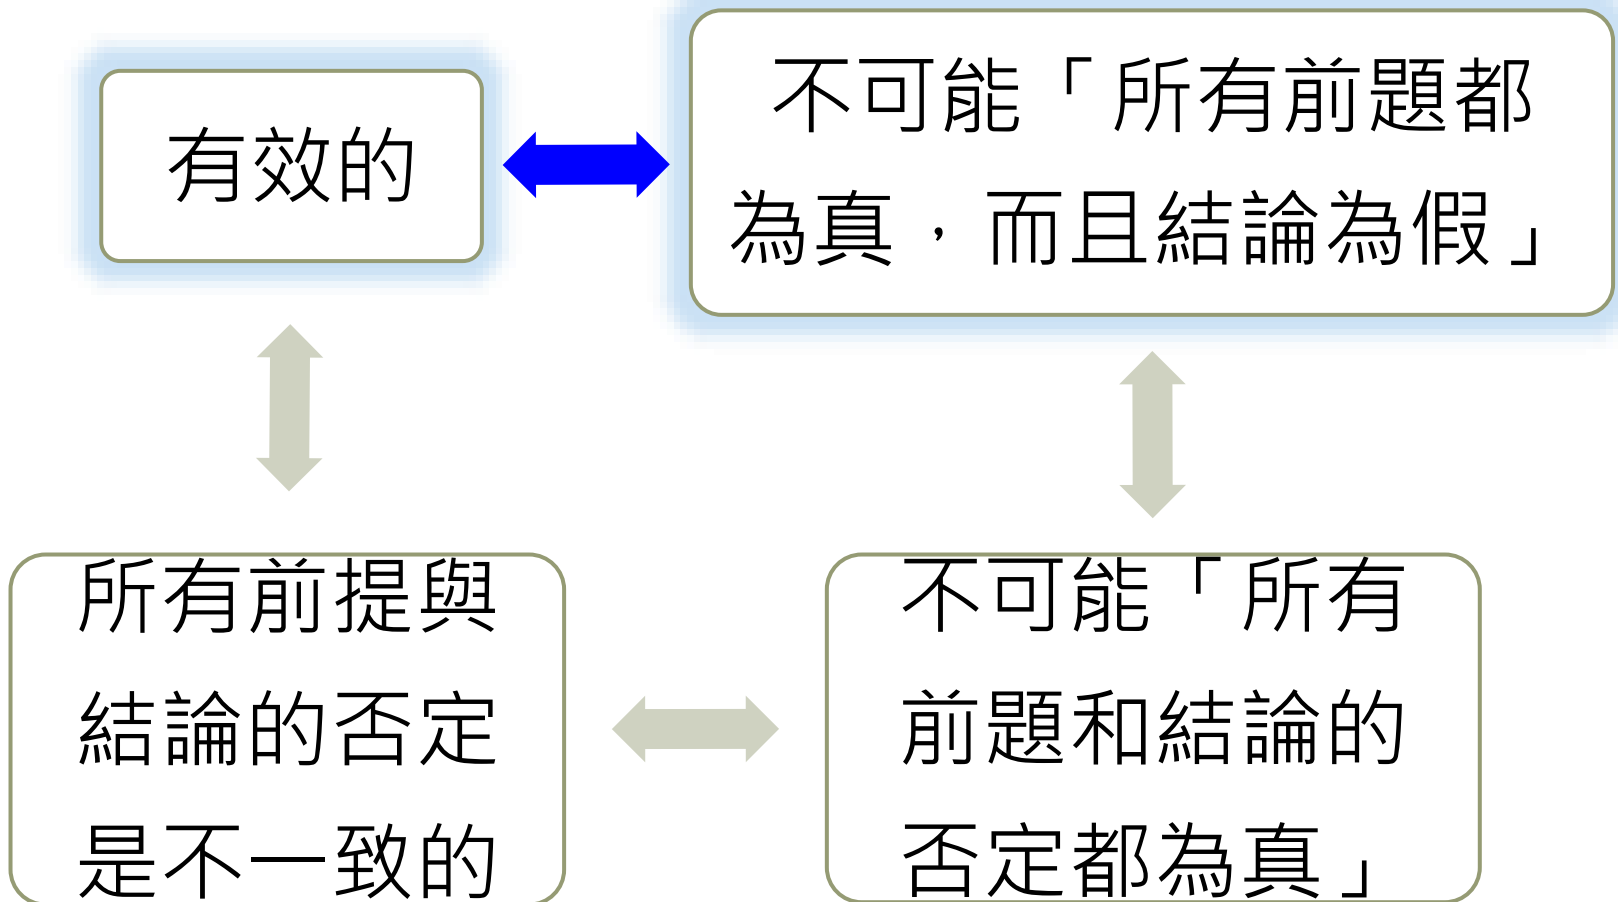 有效的
不可能「所有前題都
為真，而且結論為假」
所有前提與
結論的否定
是不一致的
不可能「所有
前題和結論的
否定都為真」